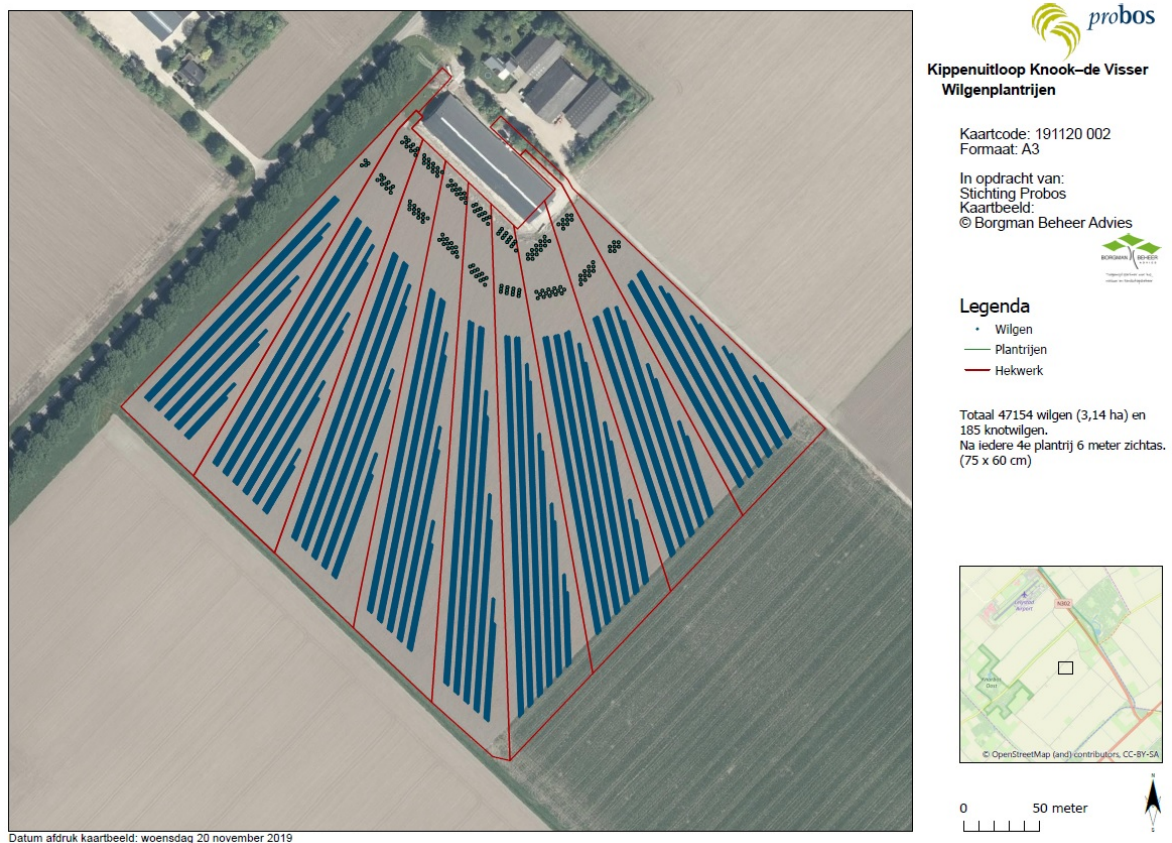 probos
Kippenuitloop Knook–de Visser
Wilgenplantrijen
Kaartcode: 191120 002
Formaat: A3
In opdracht van:
Stichting Probos
Kaartbeeld:
© Borgman Beheer Advies
BORGMAN BEHEER
ADVIES
Legenda
Wilgen
Plantrijen
Hekwerk
Totaal 47154 wilgen (3,14 ha) en
185 knotwilgen.
Na iedere 4e plantrij 6 meter zichtas.
(75 x 60 cm)
Lelystad
Airport
N302
© OpenStreetMap (and) contributors, CC-BY-SA
0 50 meter
N
S
Datum afdruk kaartbeeld: woensdag 20 november 2019